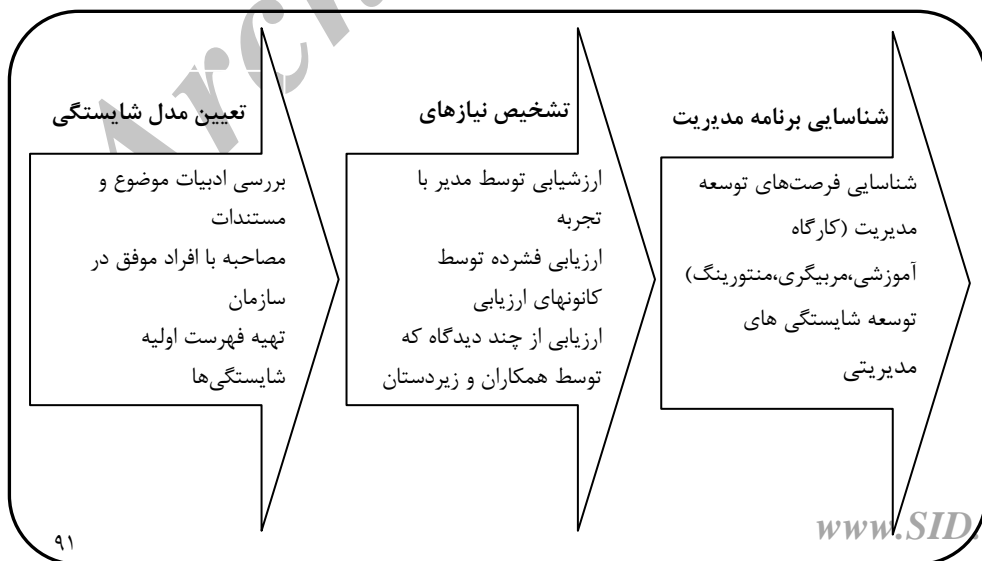 تعیین مدل شایستگی
بررسی ادبیات موضوع و
مستندات
مصاحبه با افراد موفق در
سازمان
تهیه فهرست اولیه
شایستگی‌ها
تشخیص نیازهای
ارزشیابی توسط مدیر با
تجربه
ارزیابی فشرده توسط
کانونهای ارزیابی
ارزیابی از چند دیدگاه که
توسط همکاران و زیردستان
شناسایی برنامه مدیریت
شناسایی فرصت‌های توسعه
مدیریت (کارگاه
آموزشی،مربیگری،منتورینگ)
توسعه شایستگی های
مدیریتی
۹۱
www.SID.